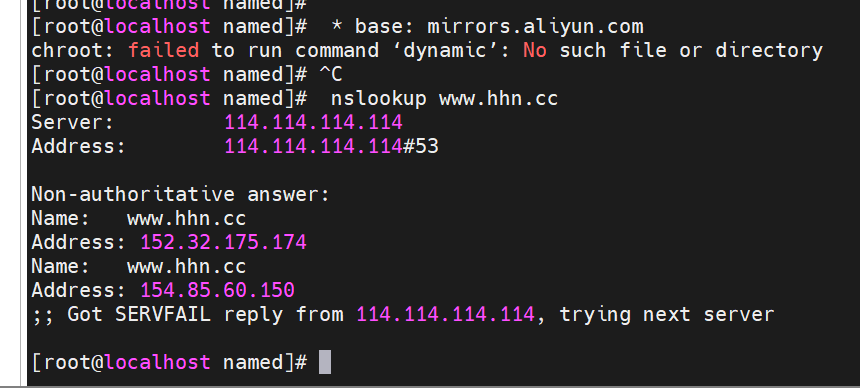 [root@localhost named]#
[root@localhost named]#  * base: mirrors.aliyun.com
chroot: failed to run command ‘dynamic’: No such file or directory
[root@localhost named]# ^C
[root@localhost named]#  nslookup www.hhn.cc
Server:         114.114.114.114
Address:        114.114.114.114#53

Non-authoritative answer:
Name:   www.hhn.cc
Address: 152.32.175.174
Name:   www.hhn.cc
Address: 154.85.60.150
;; Got SERVFAIL reply from 114.114.114.114, trying next server

[root@localhost named]#